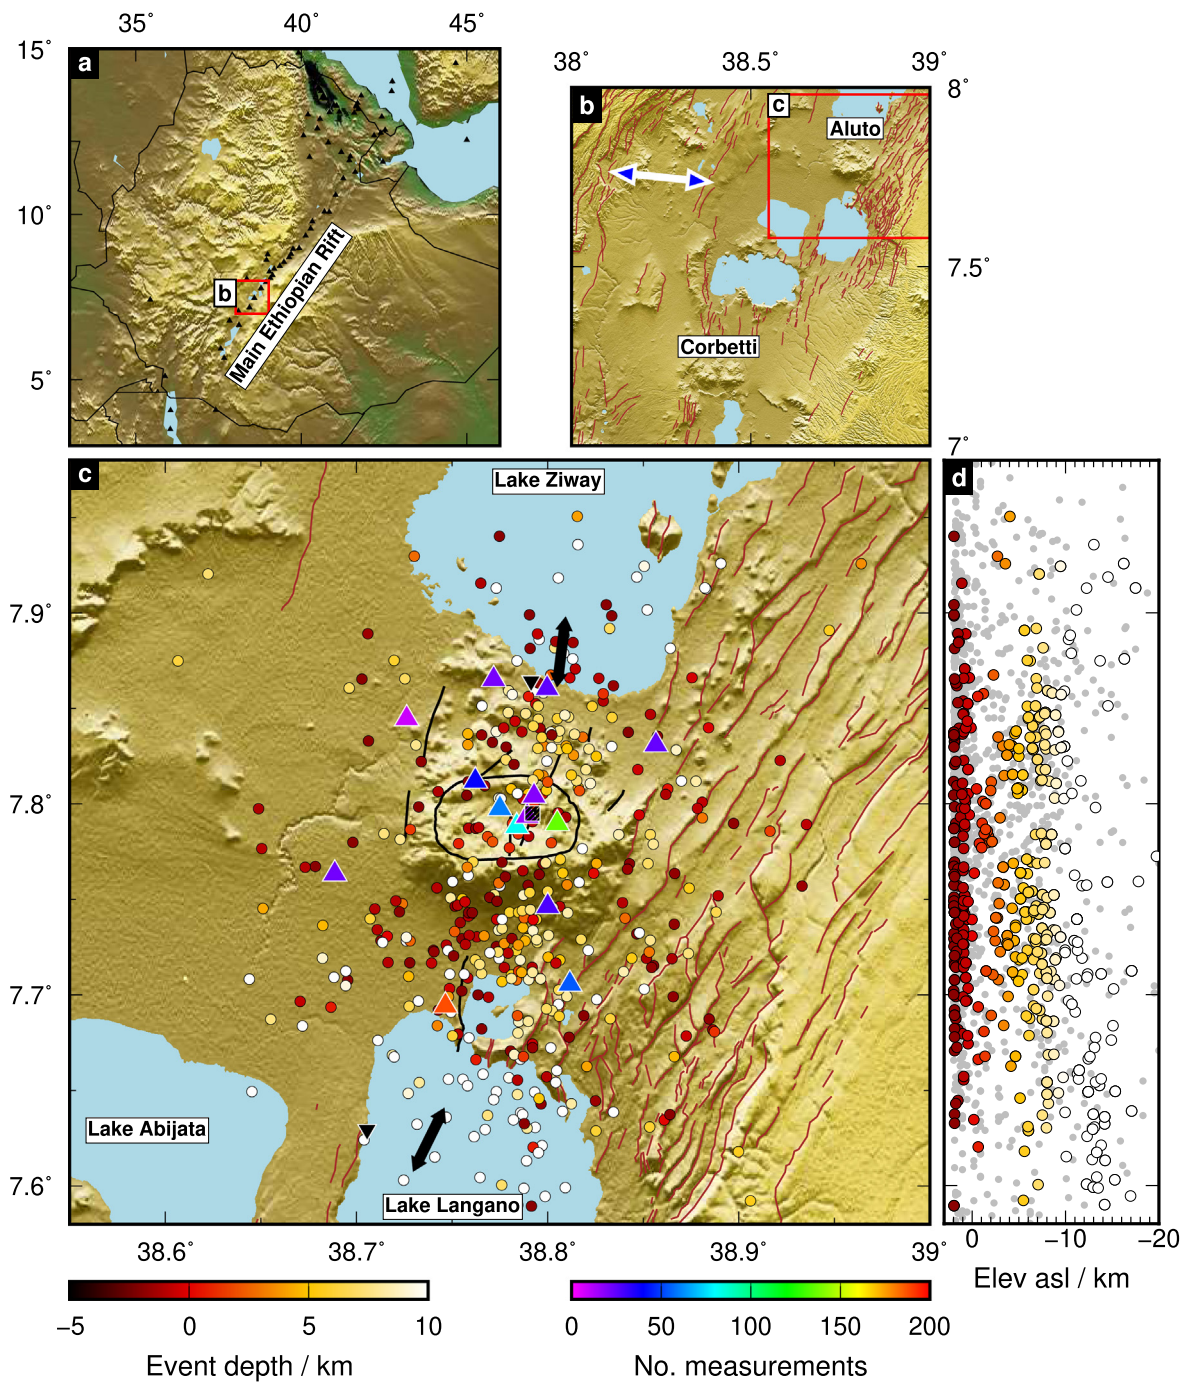 35° 40° 45°
15°
10°
5°
a
b
Main Ethiopian Rift
38° 38.5° 39°
8°
7.5°
7°
b
c
Aluto
Corbetti
c
Lake Ziway
7.9°
7.8°
7.7°
7.6°
Lake Abijata
Lake Langano
38.6° 38.7° 38.8° 38.9° 39°
d
0 −10 −20
Elev asl / km
−5 0 5 10
Event depth / km
0 50 100 150 200
No. measurements